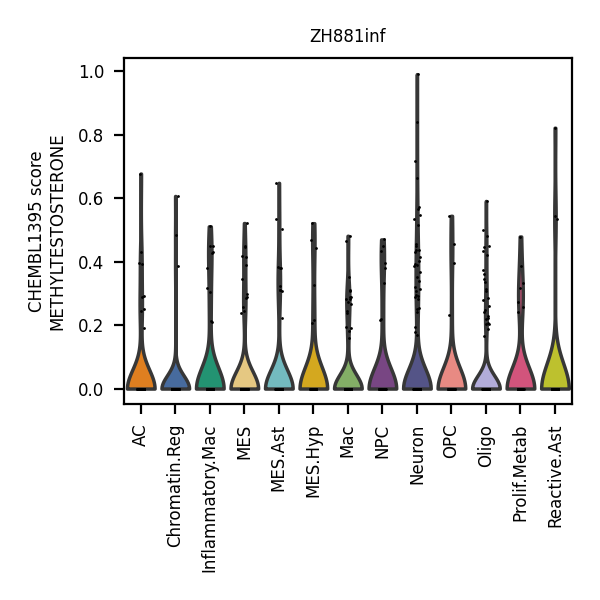 ZH881inf
CHEMBL1395 score
METHYLTESTOSTERONE
1.0
0.8
0.6
0.4
0.2
0.0
AC
Chromatin.Reg
Inflammatory.Mac
MES
MES.Ast
MES.Hyp
Mac
NPC
Neuron
OPC
Oligo
Prolif.Metab
Reactive.Ast